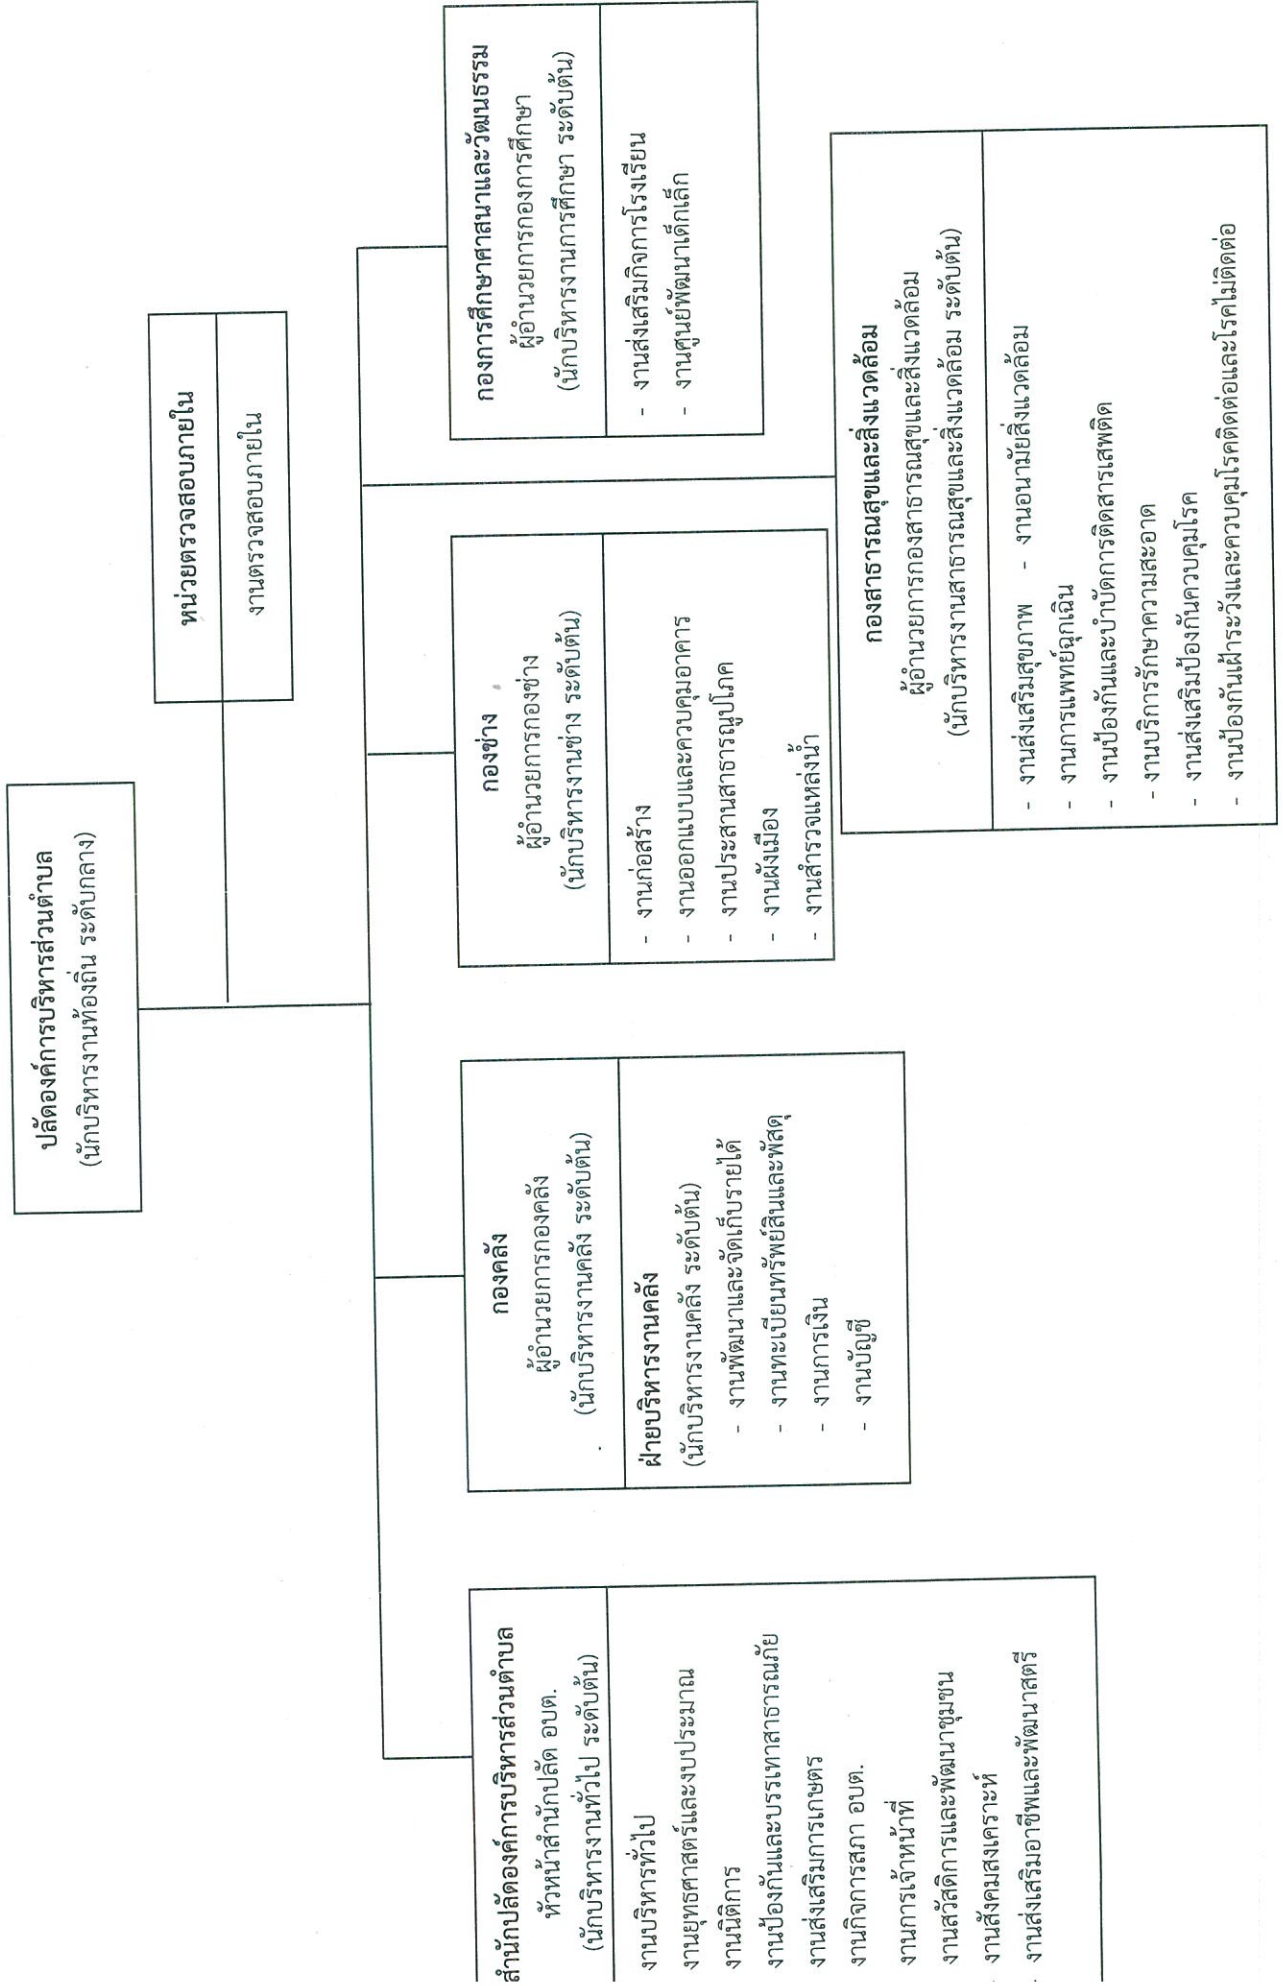 ปลัดองค์การบริหารส่วนตำบล
(นักบริหารงานท้องถิ่น ระดับกลาง)
หน่วยตรวจสอบภายใน
งานตรวจสอบภายใน
สำนักปลัดองค์การบริหารส่วนตำบล
หัวหน้าสำนักปลัด อบต.
(นักบริหารงานทั่วไป ระดับต้น)
งานบริหารทั่วไป
งานยุทธศาสตร์และงบประมาณ
งานนิติการ
งานป้องกันและบรรเทาสาธารณภัย
งานส่งเสริมการเกษตร
งานกิจการสภา อบต.
งานการเจ้าหน้าที่
งานสวัสดิการและพัฒนาชุมชน
- งานสังคมสงเคราะห์
- งานส่งเสริมอาชีพและพัฒนาสตรี
กองคลัง
ผู้อำนวยการกองคลัง
(นักบริหารงานคลัง ระดับต้น)
ฝ่ายบริหารงานคลัง
(นักบริหารงานคลัง ระดับต้น)
- งานพัฒนาและจัดเก็บรายได้
- งานทะเบียนทรัพย์สินและพัสดุ
- งานการเงิน
- งานบัญชี
กองช่าง
ผู้อำนวยการกองช่าง
(นักบริหารงานช่าง ระดับต้น)
- งานก่อสร้าง
- งานออกแบบและควบคุมอาคาร
- งานประสานสาธารณูปโภค
- งานผังเมือง
- งานสำรวจแหล่งน้ำ
กองการศึกษาศาสนาและวัฒนธรรม
ผู้อำนวยการกองการศึกษา
(นักบริหารงานการศึกษา ระดับต้น)
- งานส่งเสริมกิจการโรงเรียน
- งานศูนย์พัฒนาเด็กเล็ก
กองสาธารณสุขและสิ่งแวดล้อม
ผู้อำนวยการกองสาธารณสุขและสิ่งแวดล้อม
(นักบริหารงานสาธารณสุขและสิ่งแวดล้อม ระดับต้น)
- งานส่งเสริมสุขภาพ - งานอนามัยสิ่งแวดล้อม
- งานการแพทย์ฉุกเฉิน
- งานป้องกันและบำบัดการติดสารเสพติด
- งานบริการรักษาความสะอาด
- งานส่งเสริมป้องกันควบคุมโรค
- งานป้องกันเฝ้าระวังและควบคุมโรคติดต่อและโรคไม่ติดต่อ